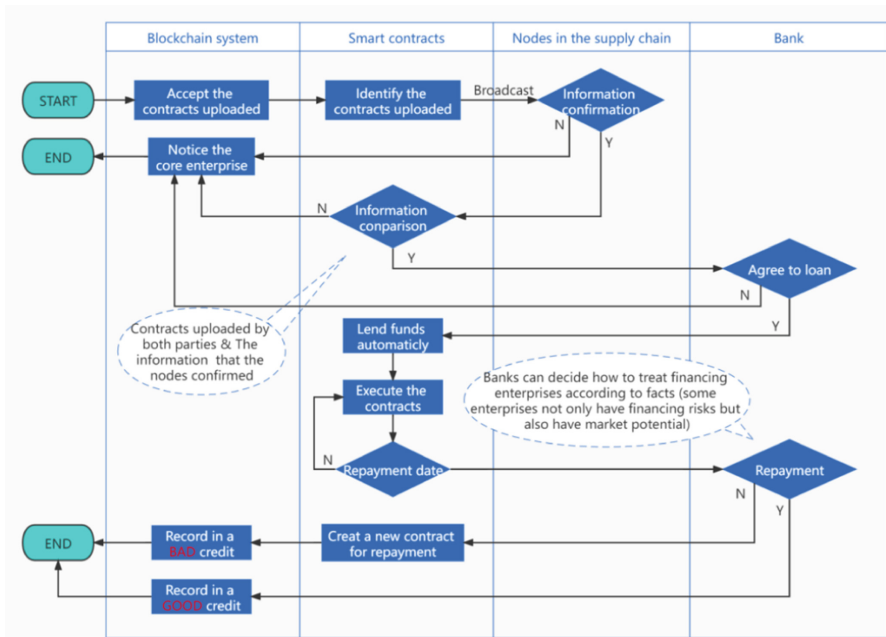 Blockchain system
Smart contracts
Nodes in the supply chain
Bank
START
Accept the
contracts uploaded
Identify the
contracts uploaded
Broadcast
Information
confirmation
N
Y
END
Notice the
core enterprise
N
Information
conparison
Y
Agree to loan
N
Y
Contracts uploaded by
both parties & The
information that the
nodes confirmed
Lend funds
automaticly
Execute the
contracts
Banks can decide how to treat financing
enterprises according to facts (some
enterprises not only have financing risks but
also have market potential)
N
Repayment date
Repayment
N
Y
END
Record in a
BAD credit
Creat a new contract
for repayment
Record in a
GOOD credit